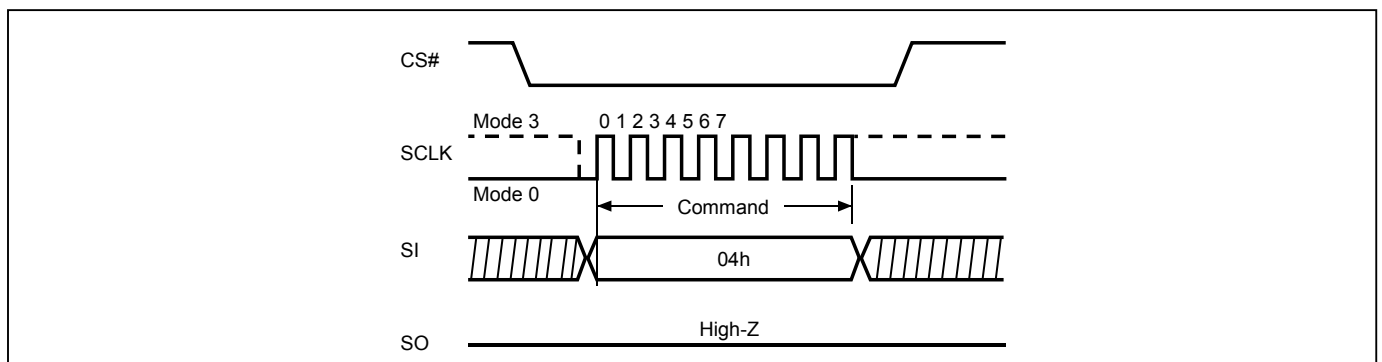 CS#
Mode 3
0 1 2 3 4 5 6 7
SCLK
Mode 0
Command
SI
04h
High-Z
SO